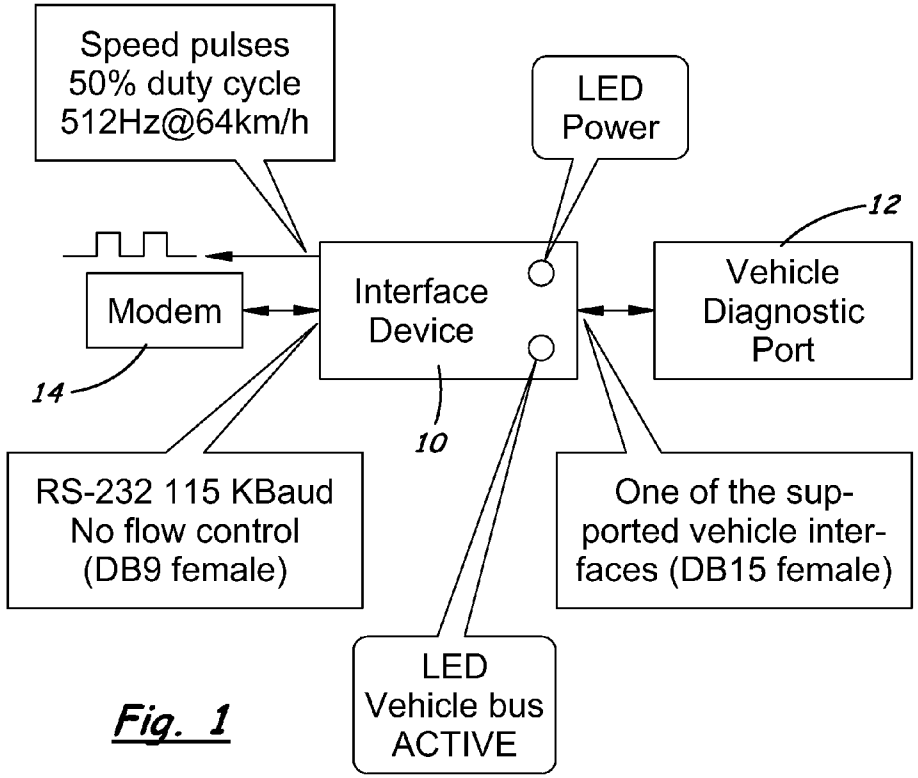 Speed pulses
50% duty cycle
512Hz@64km/h
LED
Power
12
Interface
Device
Vehicle
Diagnostic
Port
Modem
14
10
RS-232 115 KBaud
No flow control
(DB9 female)
One of the sup-
ported vehicle inter-
faces (DB15 female)
LED
Vehicle bus
ACTIVE
Fig. 1